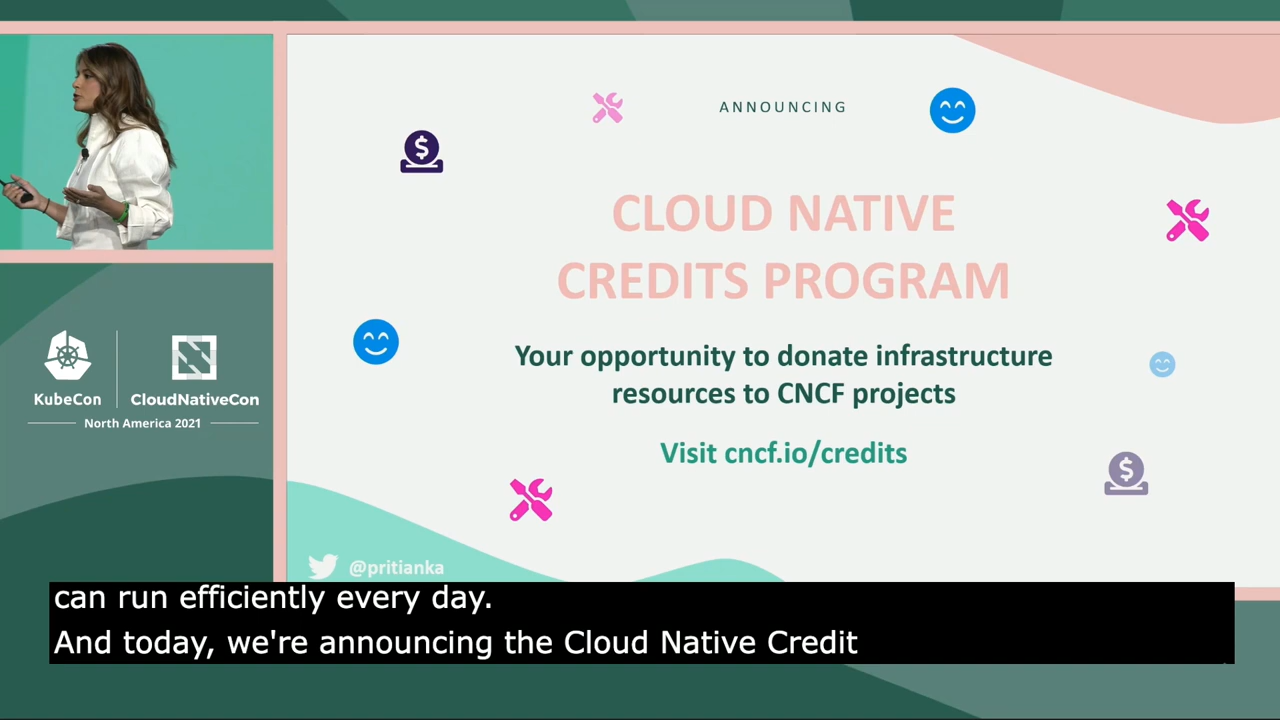 ANNOUNCING
CLOUD NATIVE
CREDITS PROGRAM
Your opportunity to donate infrastructure
resources to CNCF projects
Visit cncf.io/credits
@pritianka
KubeCon
CloudNativeCon
North America 2021
can run efficiently every day.
And today, we're announcing the Cloud Native Credit